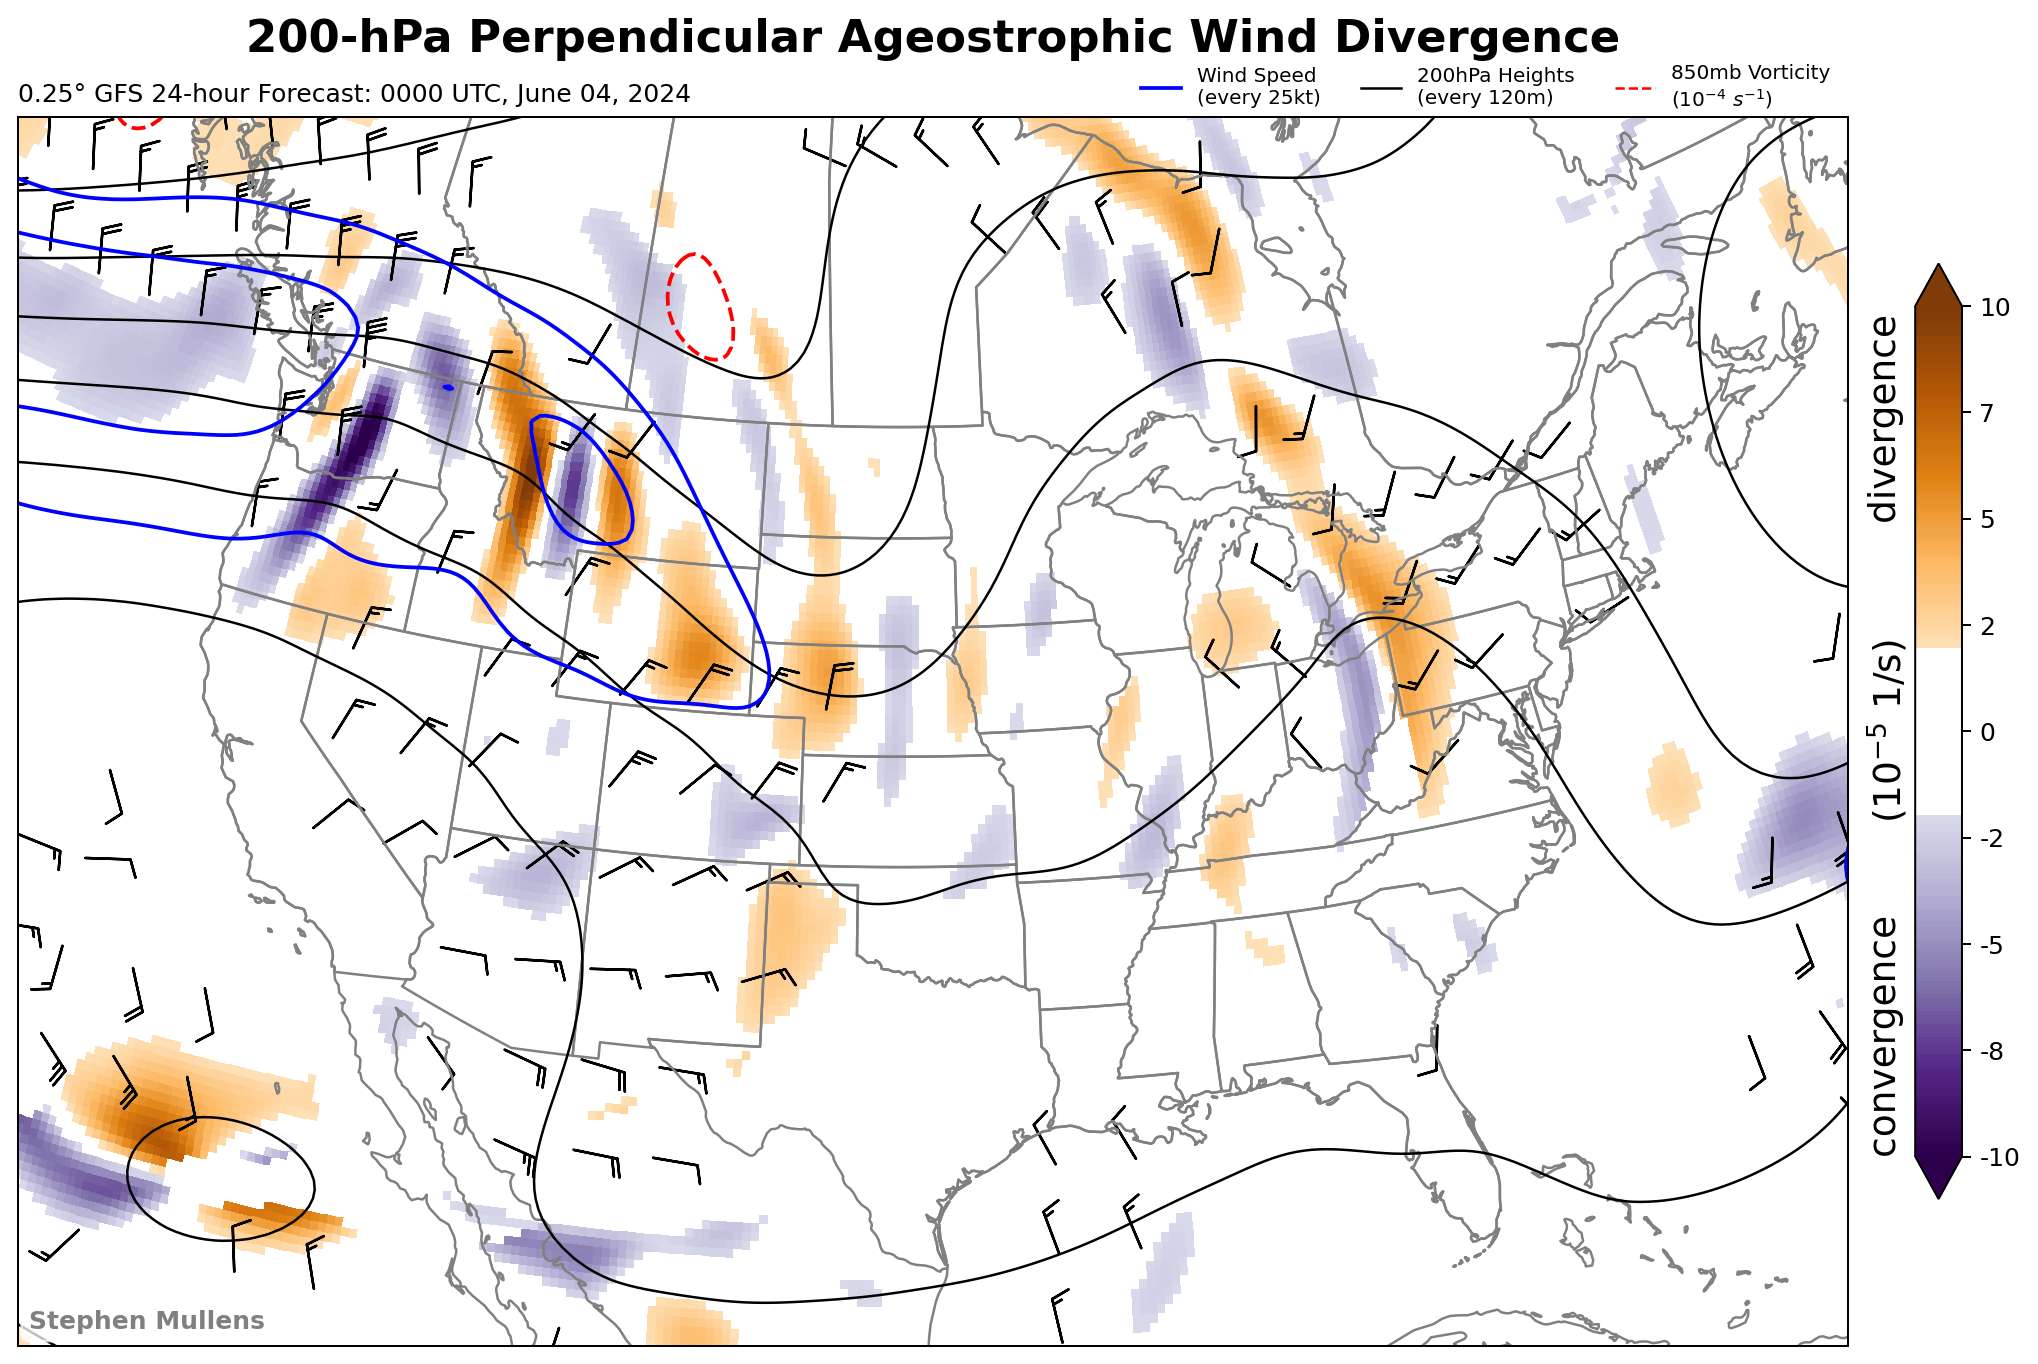 200-hPa Perpendicular Ageostrophic Wind Divergence
0.25° GFS 24-hour Forecast: 0000 UTC, June 04, 2024
Wind Speed
(every 25kt)
200hPa Heights
(every 120m)
850mb Vorticity
(10⁻⁴ s⁻¹)
10
7
5
2
0
-2
-5
-8
-10
convergence (10⁻⁵ 1/s) divergence
Stephen Mullens